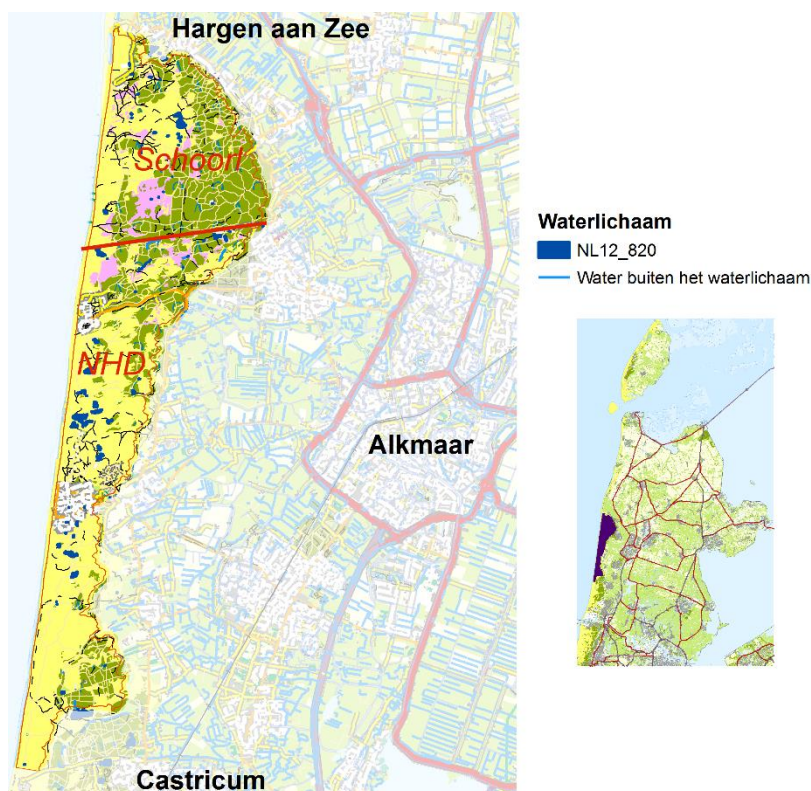 Hargen aan Zee
Schoorl
NHD
Alkmaar
Castricum
Waterlichaam
NL12_820
Water buiten het waterlichaam